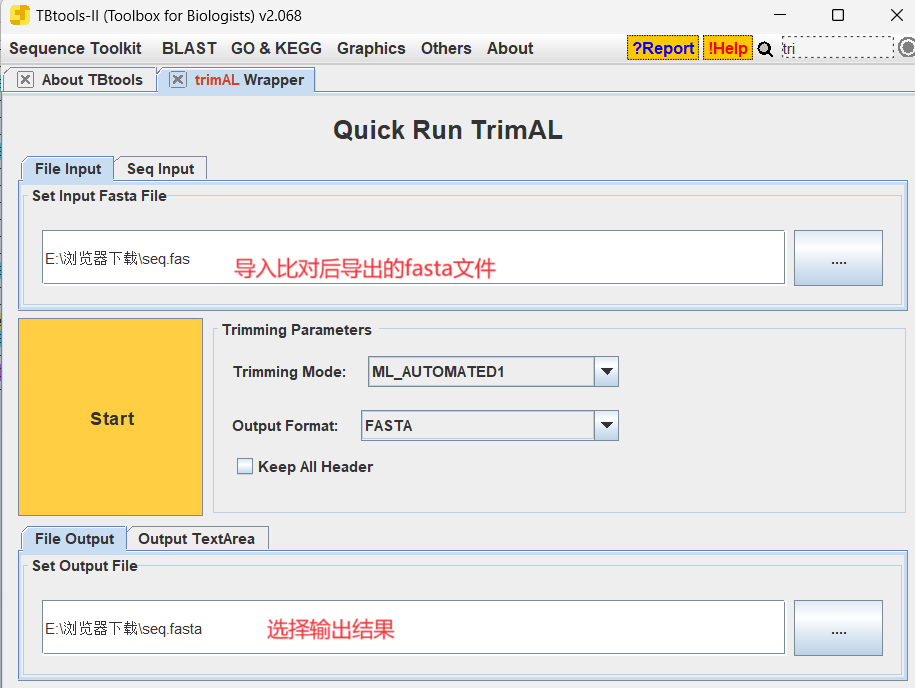 TBtools-II (Toolbox for Biologists) v2.068
Sequence Toolkit BLAST GO & KEGG Graphics Others About ?Report !Help tri
About TBtools trimAL Wrapper
Quick Run TrimAL
File Input Seq Input
Set Input Fasta File
E:\浏览器下载\seq.fas 导入比对后导出的fasta文件 ....
Trimming Parameters
Trimming Mode: ML_AUTOMATED1
Start
Output Format: FASTA
Keep All Header
File Output Output TextArea
Set Output File
E:\浏览器下载\seq.fasta 选择输出结果 ....